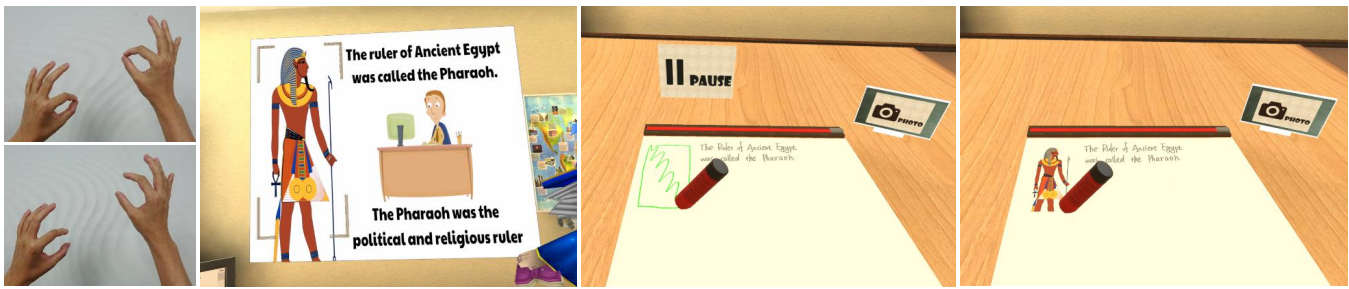 The ruler of Ancient Egypt
was called the Pharaoh.
The Pharaoh was the
political and religious ruler
PAUSE
PHOTO
The Ruler of Ancient Egypt
was called the Pharaoh.
PHOTO
The Ruler of Ancient Egypt
was called the Pharaoh.